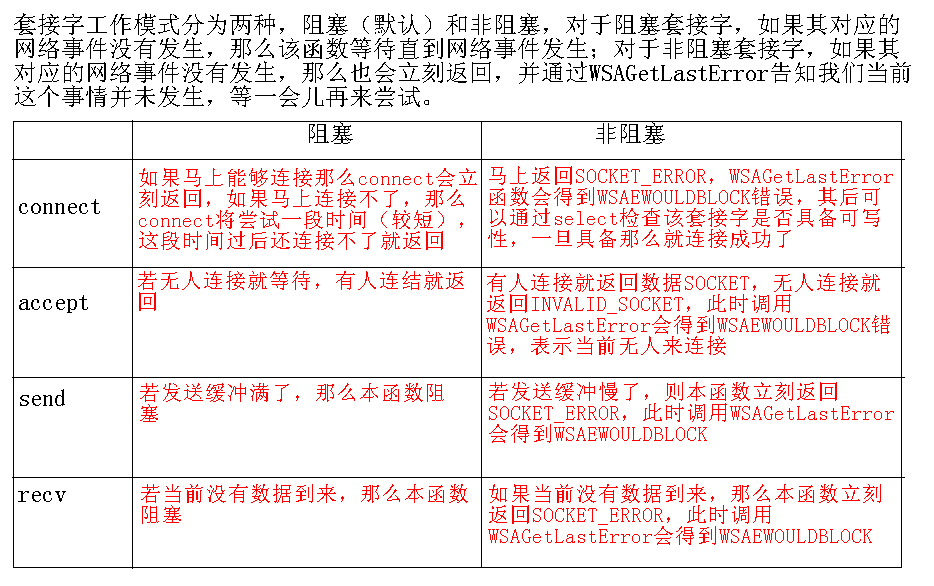 套接字工作模式分为两种，阻塞（默认）和非阻塞，对于阻塞套接字，如果其对应的
网络事件没有发生，那么该函数等待直到网络事件发生；对于非阻塞套接字，如果其
对应的网络事件没有发生，那么也会立刻返回，并通过WSAGetLastError告知我们当前
这个事情并未发生，等一会儿再来尝试。
阻塞
非阻塞
connect
如果马上能够连接那么connect会立
刻返回，如果马上连接不了，那么
connect将尝试一段时间（较短），
这段时间过后还连接不了就返回
马上返回SOCKET_ERROR，WSAGetLastError
函数会得到WSAEWOULDBLOCK错误，其后可
以通过select检查该套接字是否具备可写
性，一旦具备那么就连接成功了
accept
若无人连接就等待，有人连结就返
回
有人连接就返回数据SOCKET，无人连接就
返回INVALID_SOCKET，此时调用
WSAGetLastError会得到WSAEWOULDBLOCK错
误，表示当前无人来连接
send
若发送缓冲满了，那么本函数阻
塞
若发送缓冲慢了，则本函数立刻返回
SOCKET_ERROR，此时调用WSAGetLastError
会得到WSAEWOULDBLOCK
recv
若当前没有数据到来，那么本函数
阻塞
如果当前没有数据到来，那么本函数立刻
返回SOCKET_ERROR，此时调用
WSAGetLastError会得到WSAEWOULDBLOCK